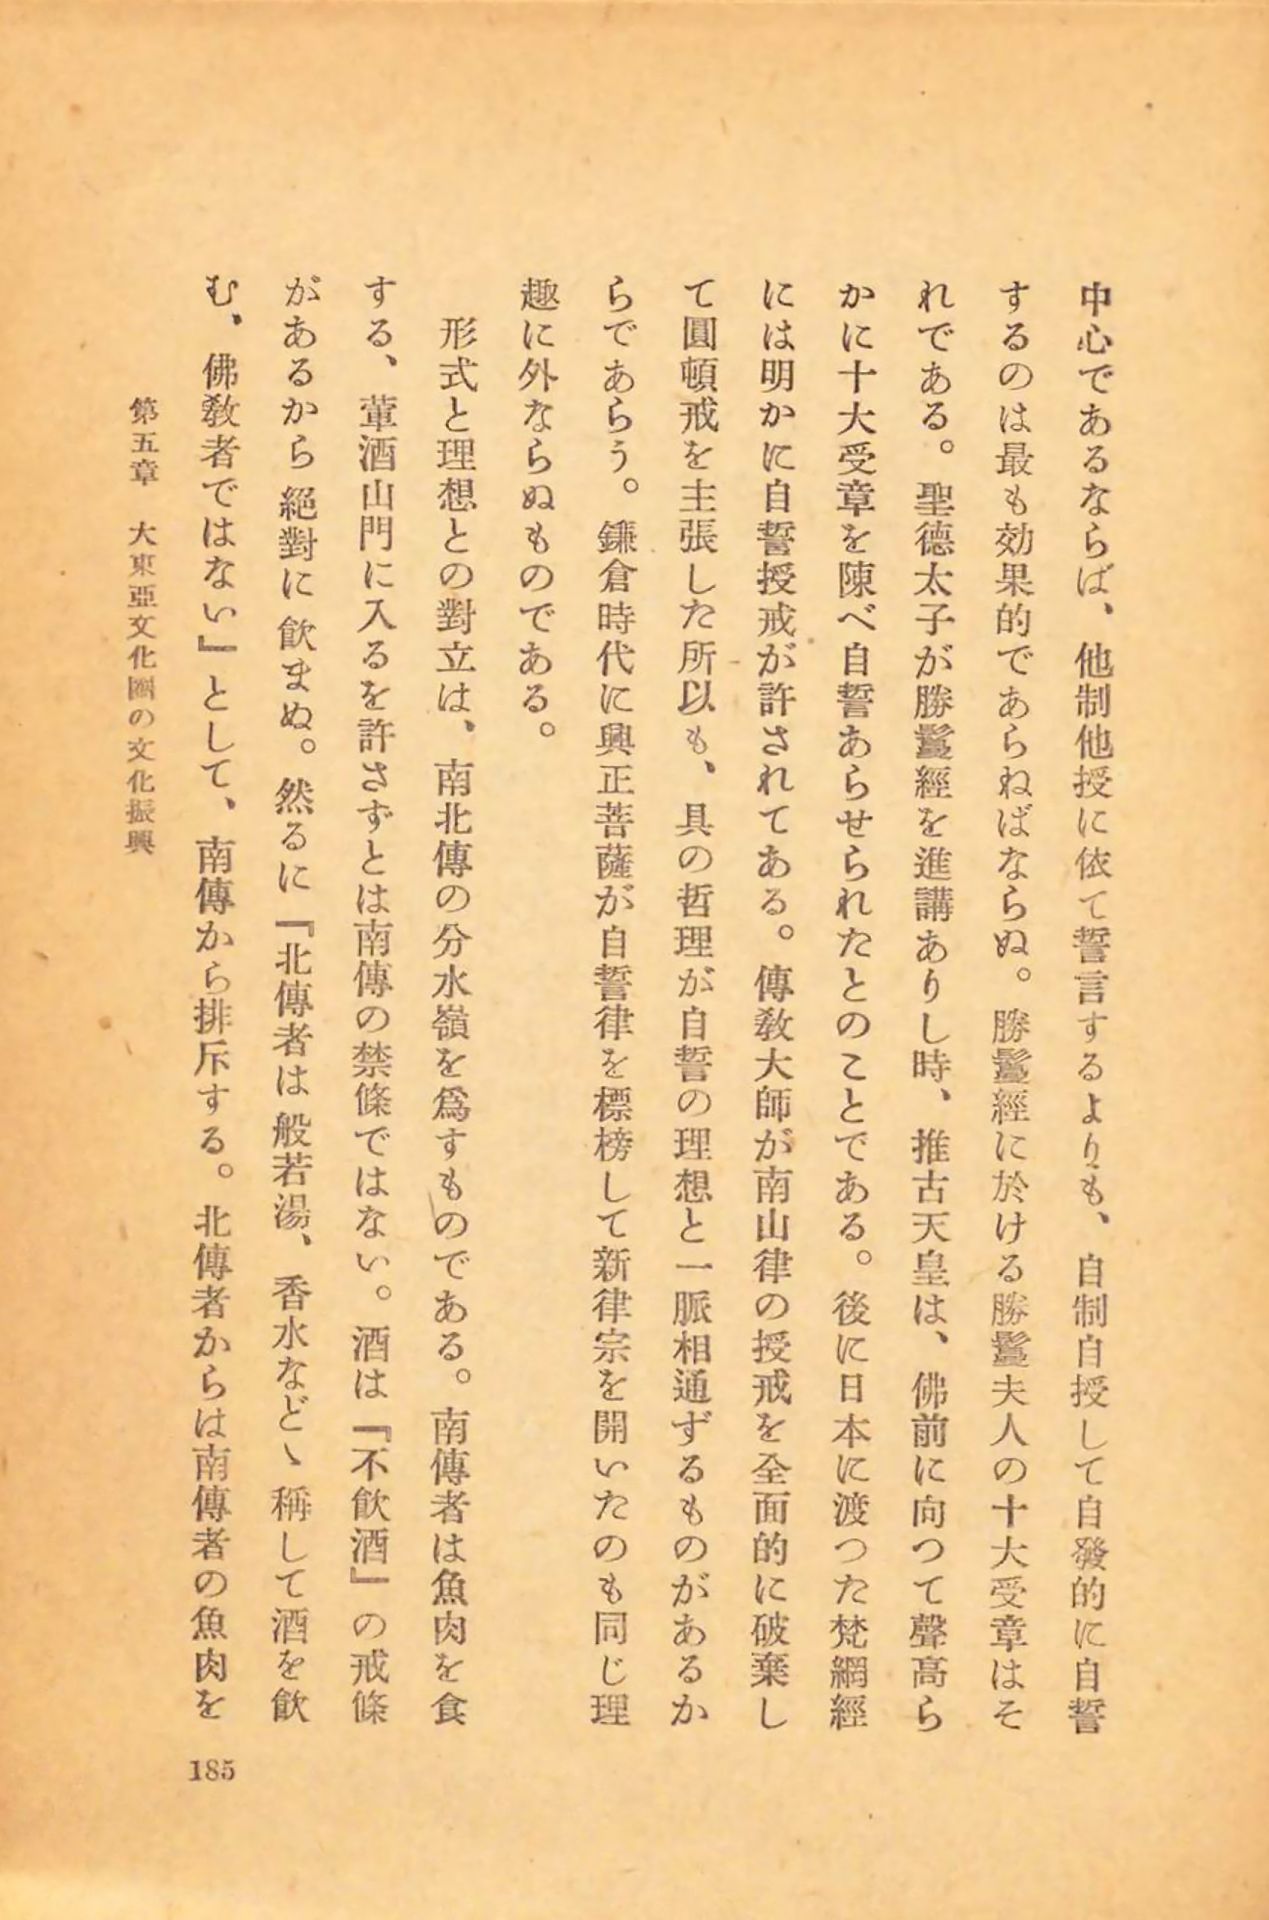 中心であるならば、他制他授に依て誓言するよりも、自制自授して自發的に自誓
するのは最も効果的であらねばならぬ。勝鬘經に於ける勝鬘夫人の十大受章はそ
れである。聖德太子が勝鬘經を進講ありし時、推古天皇は、佛前に向つて聲高ら
かに十大受章を陳べ自誓あらせられたとのことである。後に日本に渡つた梵網經
には明かに自誓授戒が許されてある。傳敎大師が南山律の授戒を全面的に破棄し
て圓頓戒を主張した所以も、具の哲理が自誓の理想と一脈相通ずるものがあるか
らであらう。鎌倉時代に興正菩薩が自誓律を標榜して新律宗を開いたのも同じ理
趣に外ならぬものである。
形式と理想との對立は、南北傳の分水嶺を爲すものである。南傳者は魚肉を食
する、葷酒山門に入るを許さずとは南傳の禁條ではない。酒は『不飮酒』の戒條
があるから絕對に飮まぬ。然るに『北傳者は般若湯、香水などゝ稱して酒を飮
む、佛敎者ではない』として、南傳から排斥する。北傳者からは南傳者の魚肉を
第五章　大東亞文化圈の文化振興
185